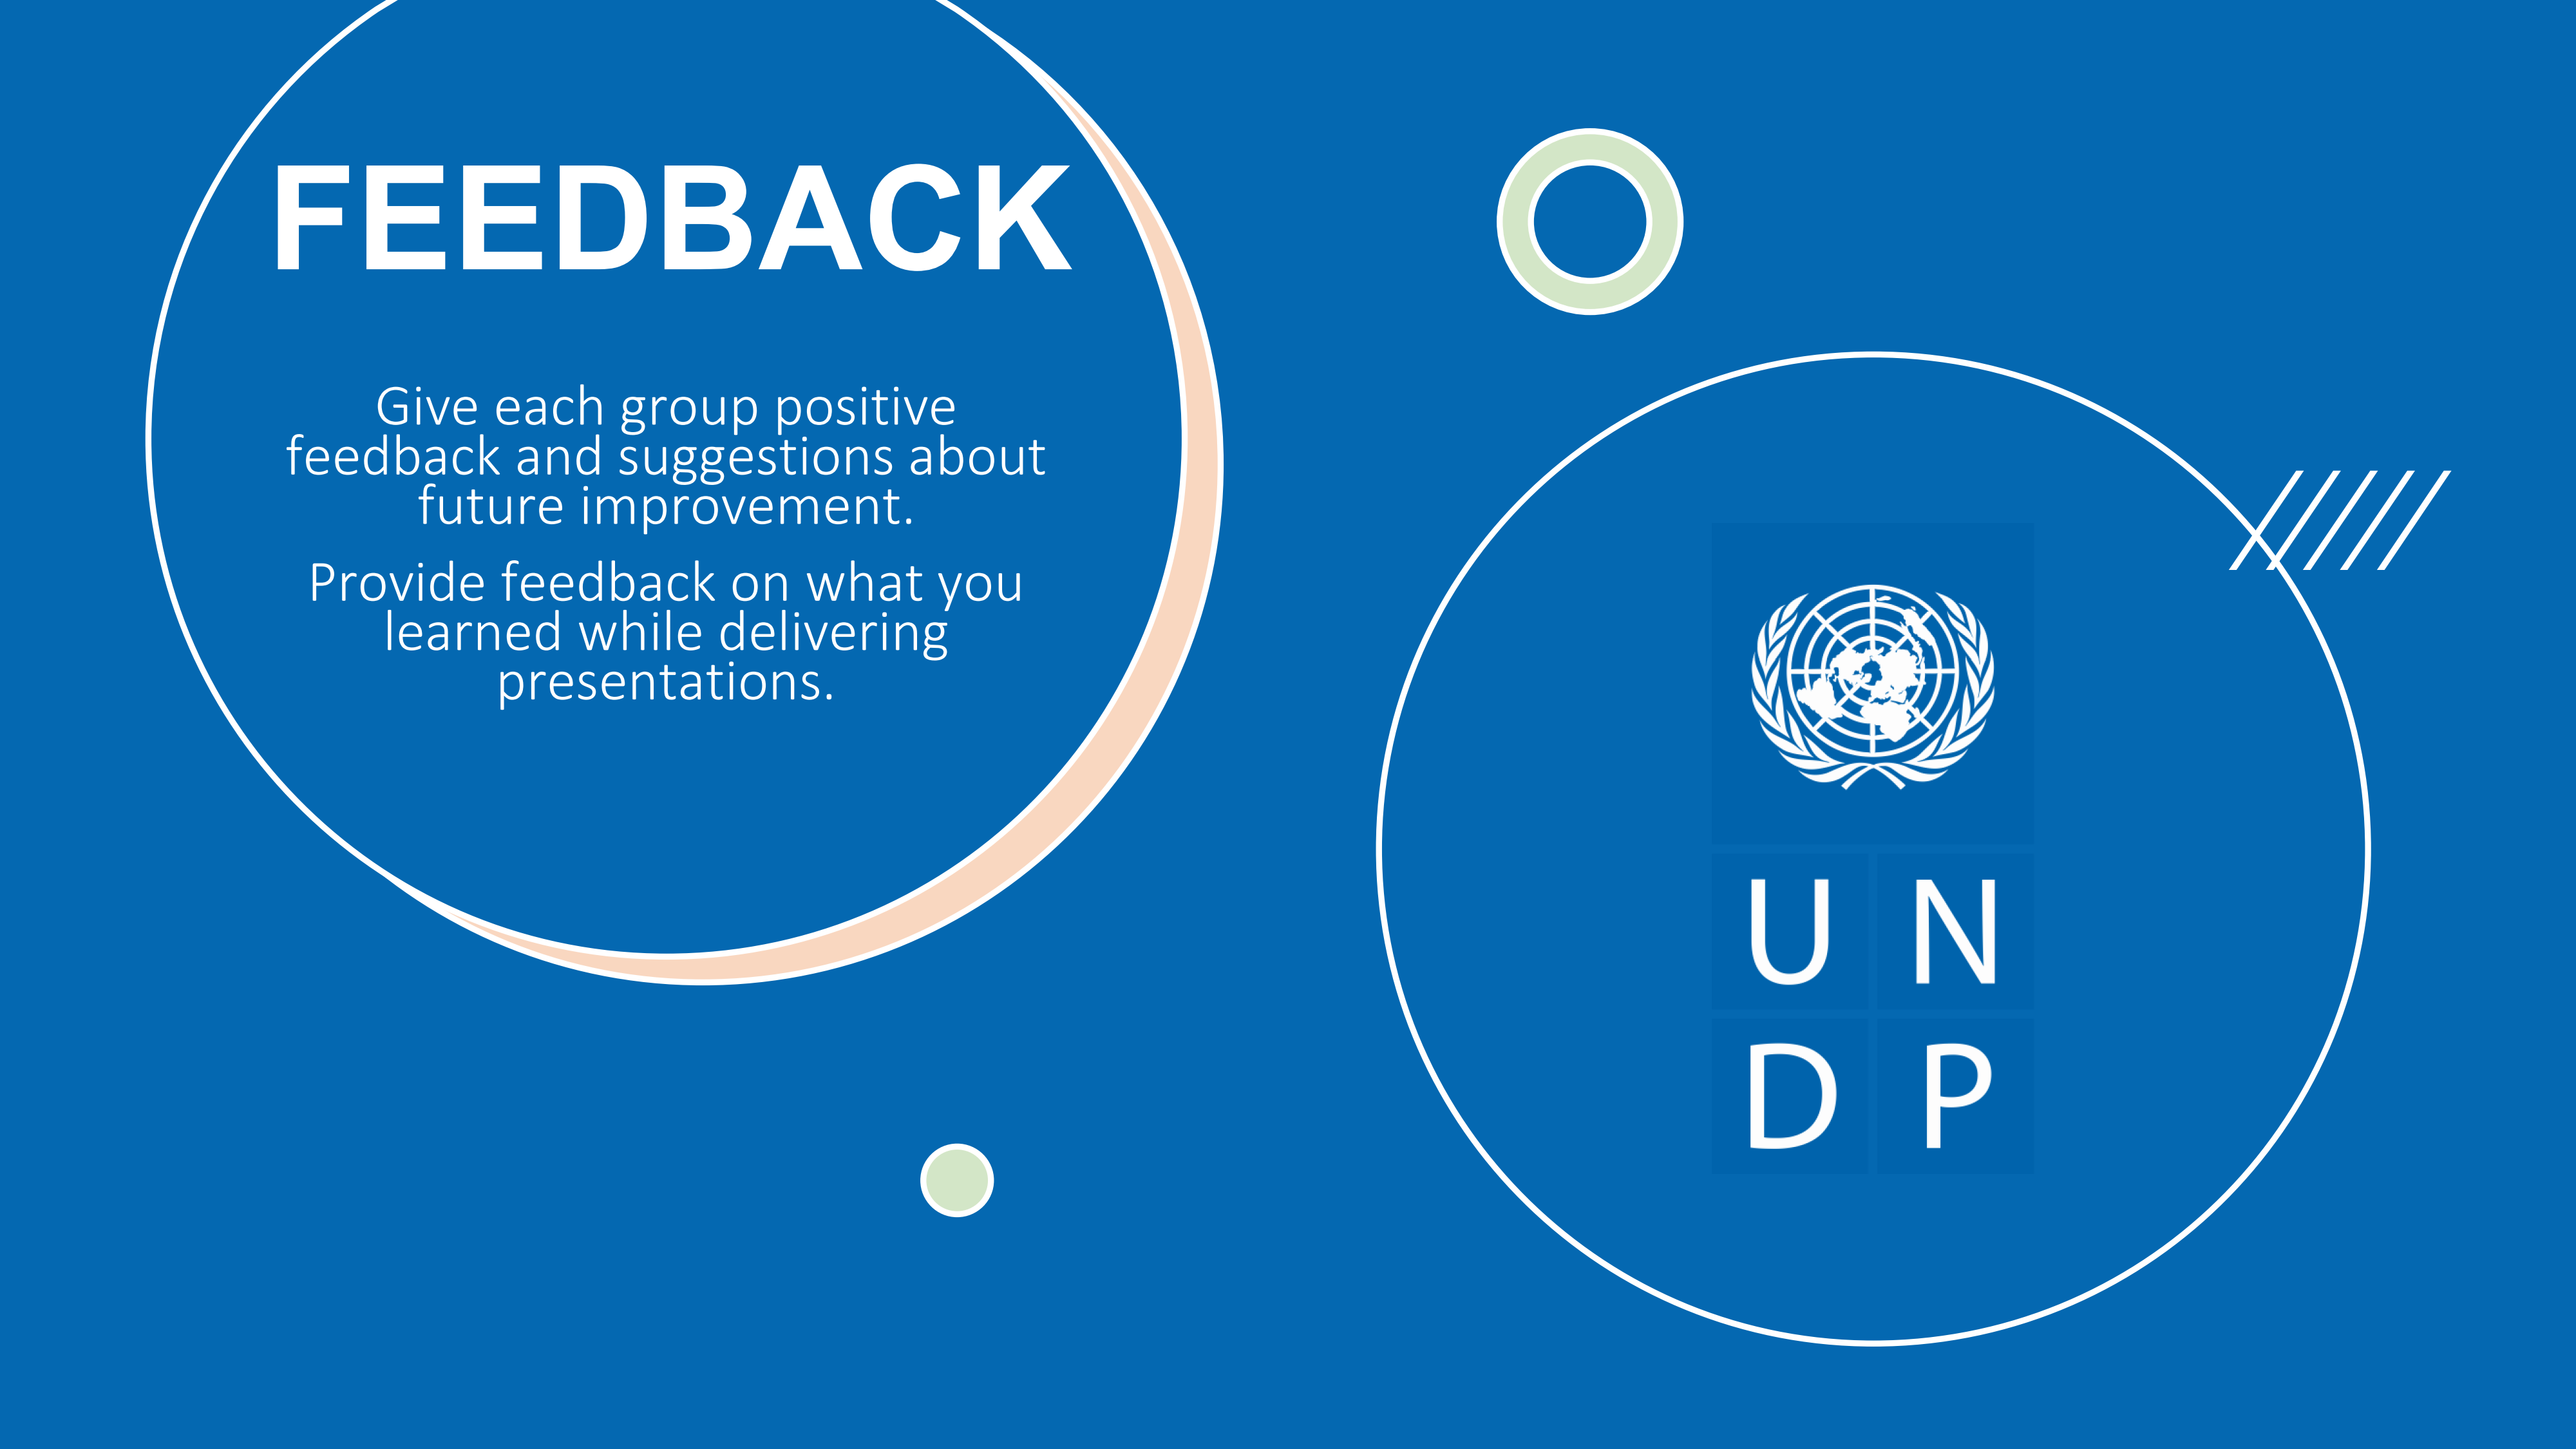 FEEDBACK
Give each group positive
feedback and suggestions about
future improvement.
Provide feedback on what you
learned while delivering
presentations.
U N
D P